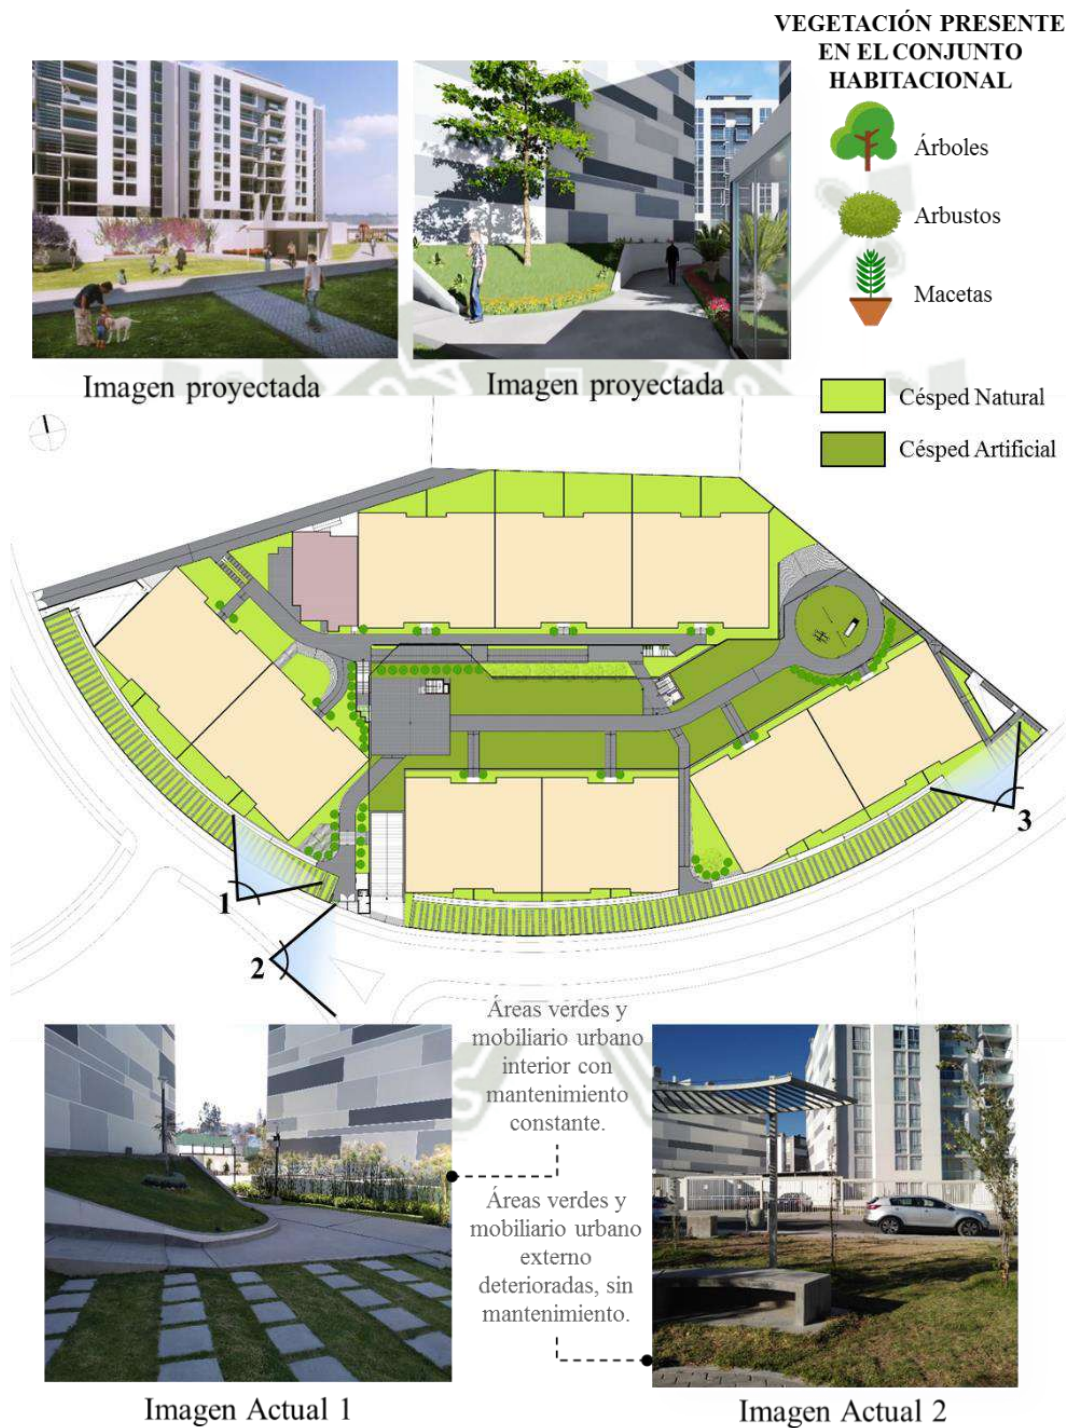 VEGETACIÓN PRESENTE
EN EL CONJUNTO
HABITACIONAL
Árboles
Arbustos
Macetas
Imagen proyectada
Imagen proyectada
Césped Natural
Césped Artificial
1
2
3
Áreas verdes y
mobiliario urbano
interior con
mantenimiento
constante.
Áreas verdes y
mobiliario urbano
externo
deterioradas, sin
mantenimiento.
Imagen Actual 1
Imagen Actual 2